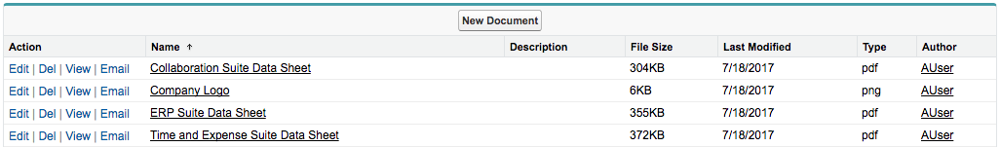 New Document
Action Name ↑ Description File Size Last Modified Type Author
Edit | Del | View | Email Collaboration Suite Data Sheet 304KB 7/18/2017 pdf AUser
Edit | Del | View | Email Company Logo 6KB 7/18/2017 png AUser
Edit | Del | View | Email ERP Suite Data Sheet 355KB 7/18/2017 pdf AUser
Edit | Del | View | Email Time and Expense Suite Data Sheet 372KB 7/18/2017 pdf AUser